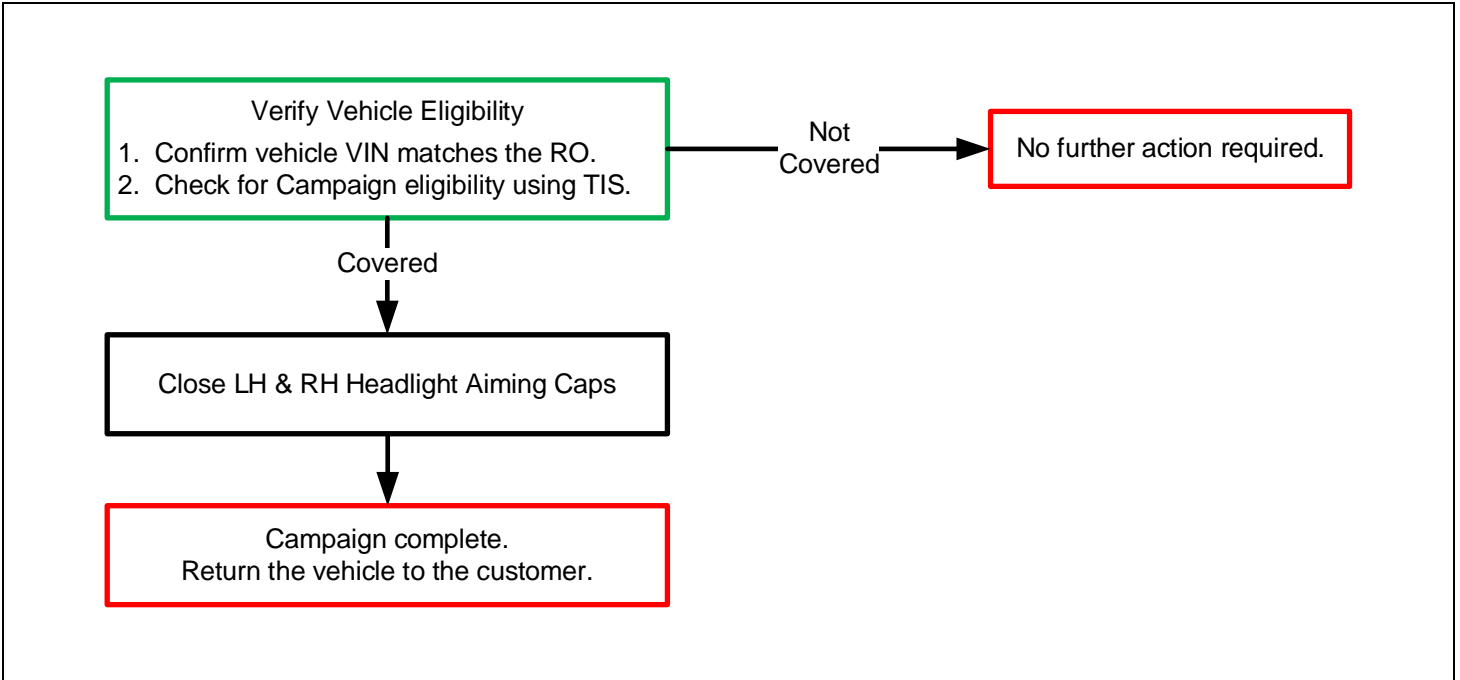 Verify Vehicle Eligibility
1. Confirm vehicle VIN matches the RO.
2. Check for Campaign eligibility using TIS.
Not
Covered
No further action required.
Covered
Close LH & RH Headlight Aiming Caps
Campaign complete.
Return the vehicle to the customer.